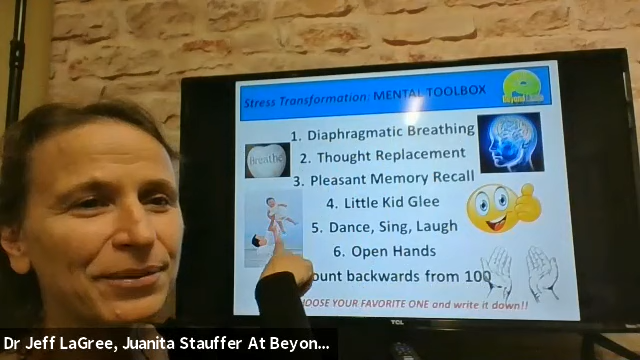 Stress Transformation: MENTAL TOOLBOX
Breathe
1. Diaphragmatic Breathing
2. Thought Replacement
3. Pleasant Memory Recall
4. Little Kid Glee
5. Dance, Sing, Laugh
6. Open Hands
ount backwards from 100
HOOSE YOUR FAVORITE ONE and write it down!!
TCL
Dr Jeff LaGree, Juanita Stauffer At Beyon...